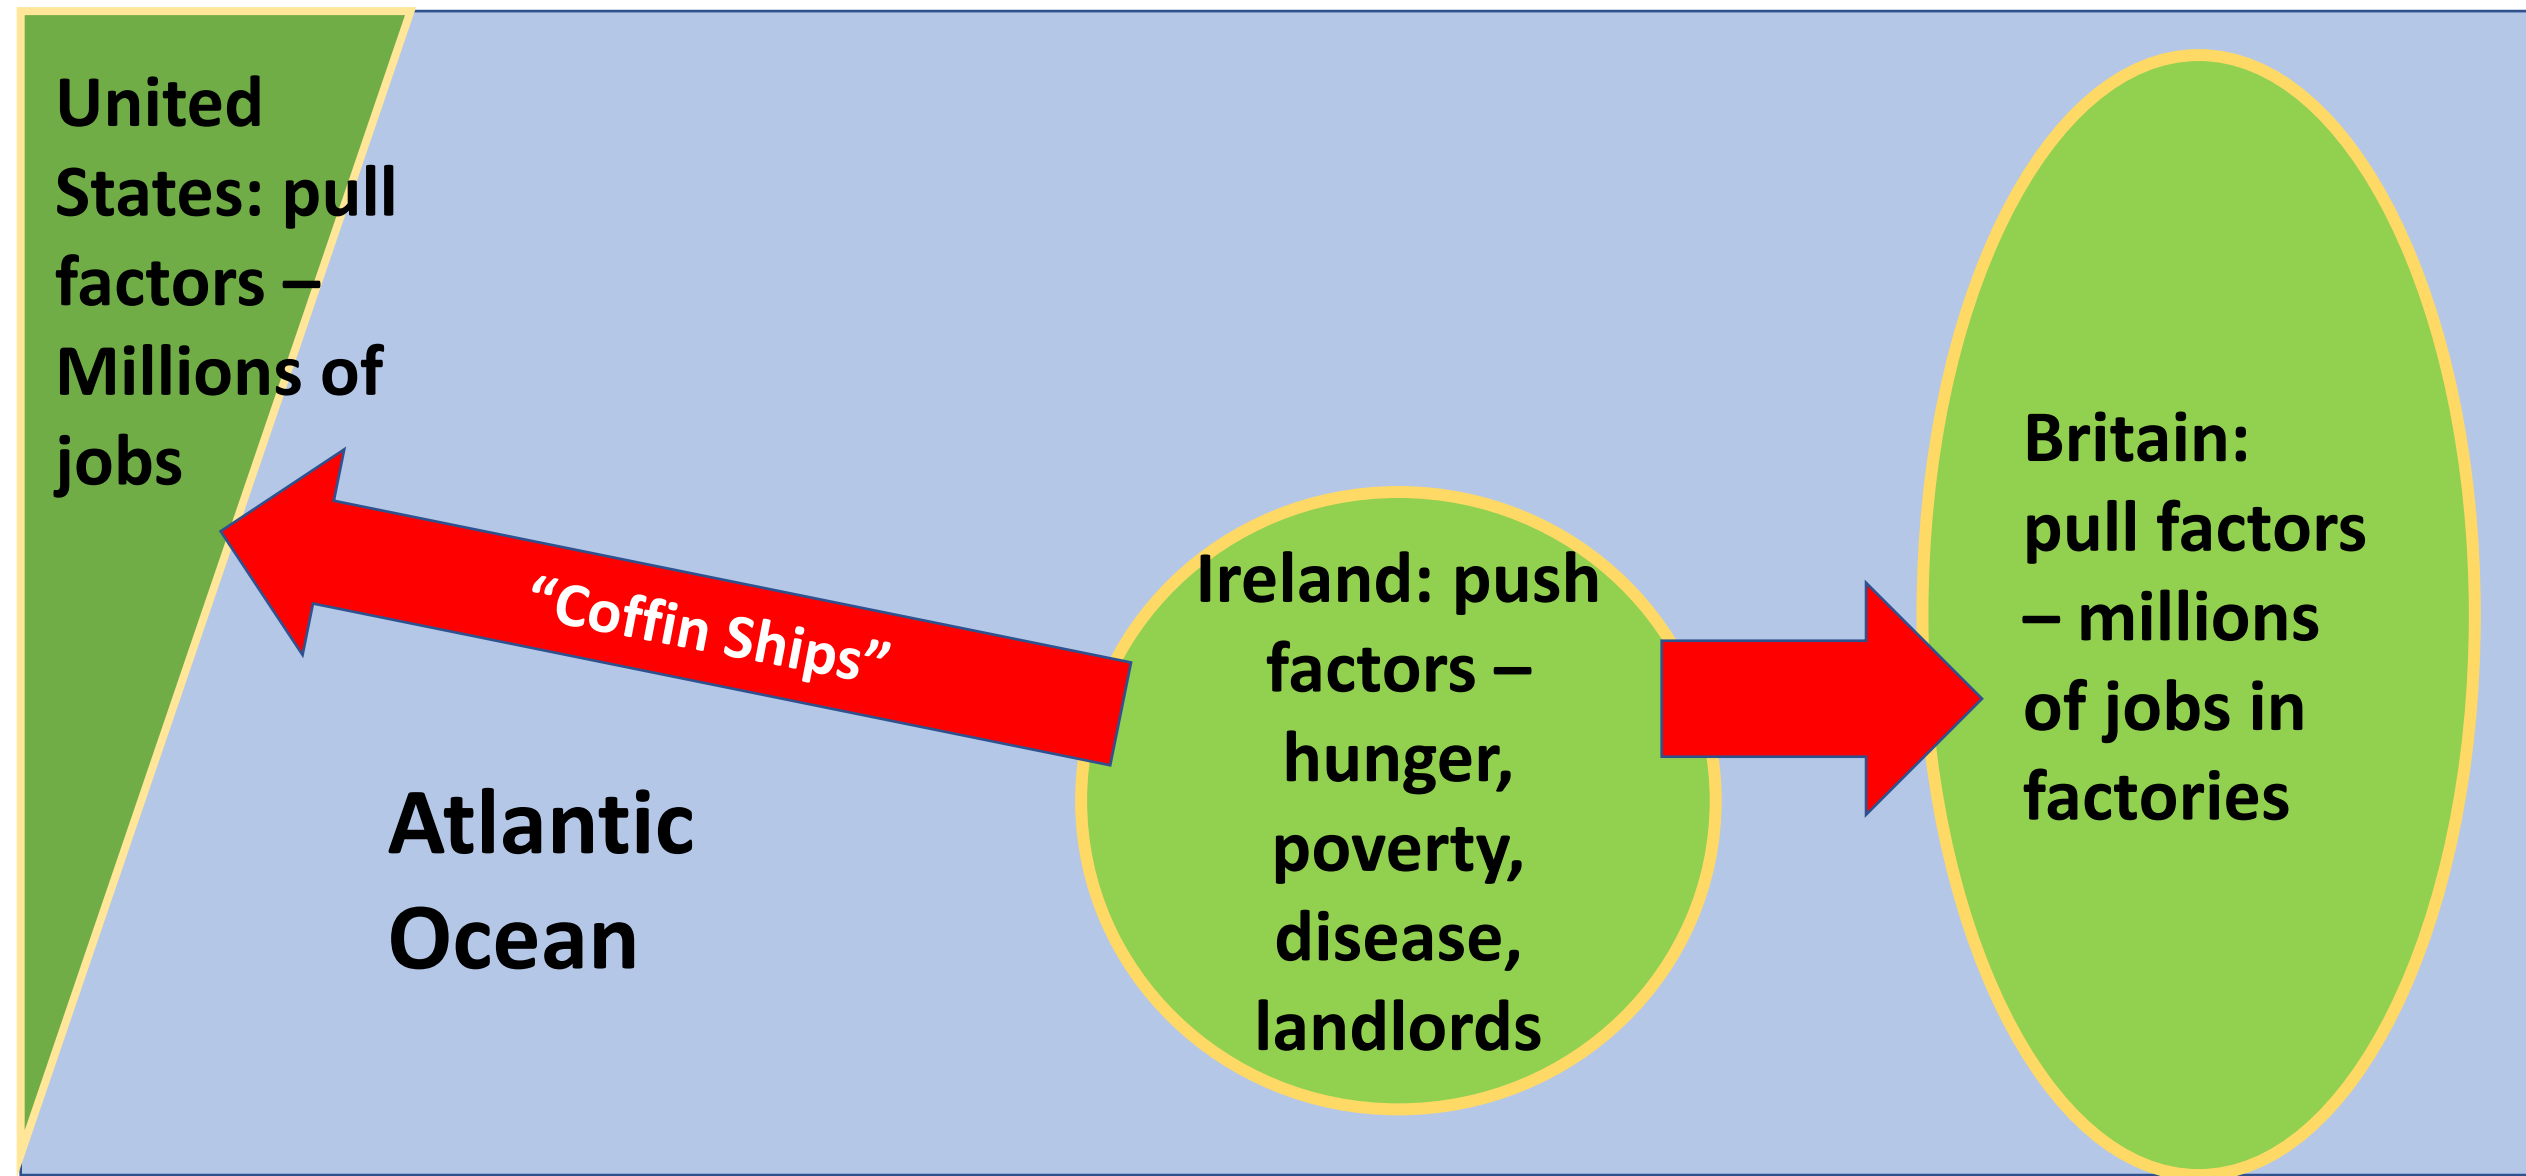 United
States: pull
factors –
Millions of
jobs
“Coffin Ships”
Atlantic
Ocean
Ireland: push
factors –
hunger,
poverty,
disease,
landlords
Britain:
pull factors
– millions
of jobs in
factories